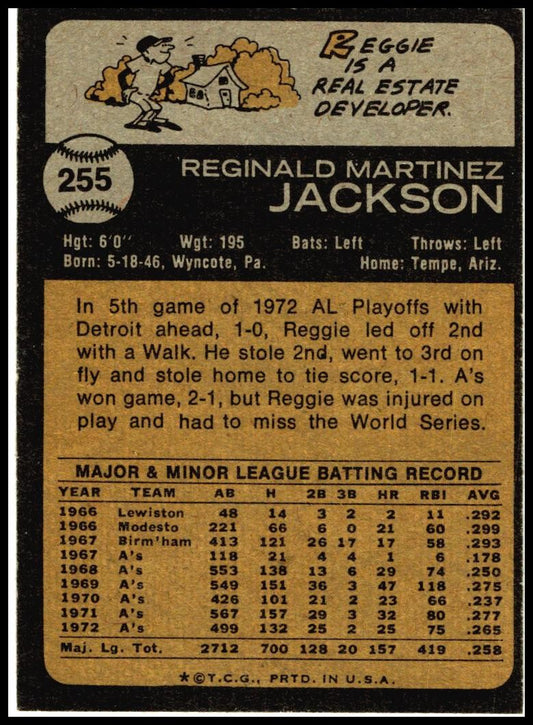 REGGIE
IS A
REAL ESTATE
DEVELOPER.
255
REGINALD MARTINEZ
JACKSON
Hgt: 6'0" Wgt: 195 Bats: Left Throws: Left
Born: 5-18-46, Wyncote, Pa. Home: Tempe, Ariz.
In 5th game of 1972 AL Playoffs with
Detroit ahead, 1-0, Reggie led off 2nd
with a Walk. He stole 2nd, went to 3rd on
fly and stole home to tie score, 1-1. A's
won game, 2-1, but Reggie was injured on
play and had to miss the World Series.
MAJOR & MINOR LEAGUE BATTING RECORD
YEAR TEAM AB H 2B 3B HR RBI AVG
1966 Lewiston 48 14 3 2 2 11 .292
1966 Modesto 221 66 6 0 21 60 .299
1967 Birm'ham 413 121 26 17 17 58 .293
1967 A's 118 21 4 4 1 6 .178
1968 A's 553 138 13 6 29 74 .250
1969 A's 549 151 36 3 47 118 .275
1970 A's 426 101 21 2 23 66 .237
1971 A's 567 157 29 3 32 80 .277
1972 A's 499 132 25 2 25 75 .265
Maj. Lg. Tot. 2712 700 128 20 157 419 .258
*©T.C.G., PRTD. IN U.S.A.